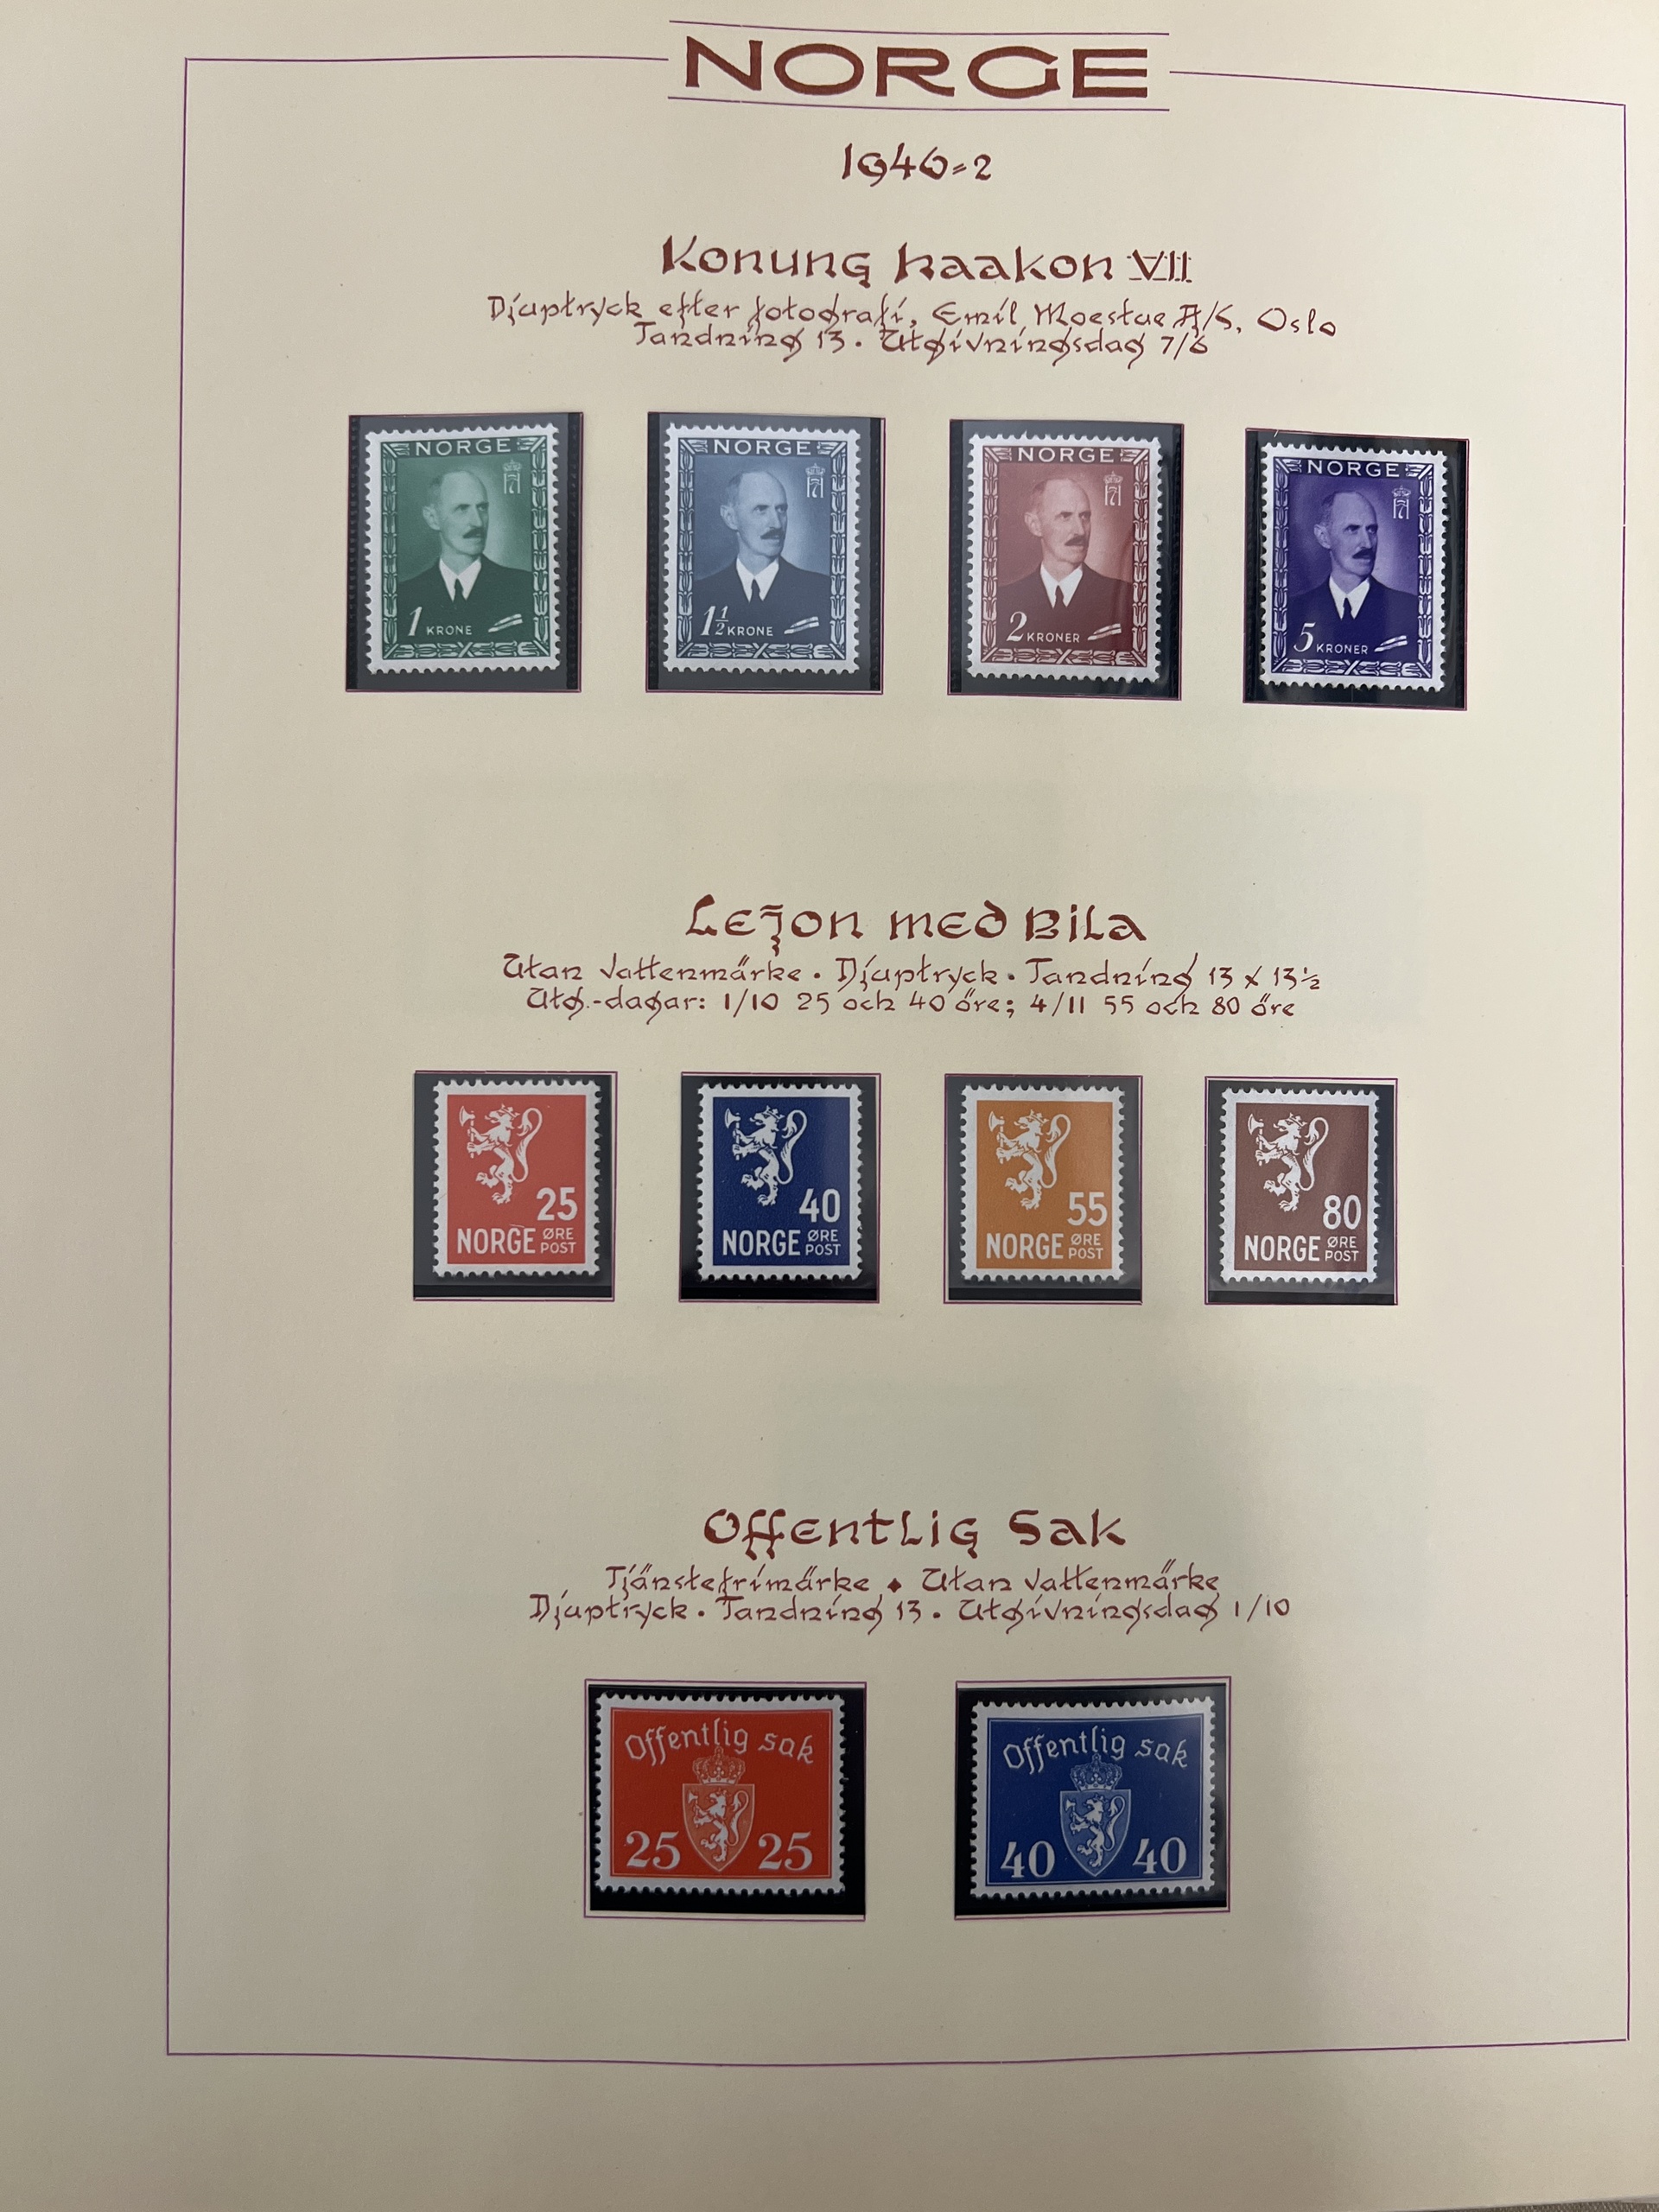 NORGE
1946-2
Konung Haakon VII
Djuptryck efter fotografi, Emil Moestue A/S, Oslo
Tandning 13. Utgivningsdag 7/6
NORGE
1 KRONE
NORGE
1½ KRONE
NORGE
2 KRONER
NORGE
5 KRONER
Lejon med Bila
Utan vattenmärke. Djuptryck. Tandning 13 x 13½
Utg.-dagar: 1/10 25 och 40 öre; 4/11 55 och 80 öre
25
NORGE ØRE POST
40
NORGE ØRE POST
55
NORGE ØRE POST
80
NORGE ØRE POST
Offentlig Sak
Tjänstefrimärke ♦ Utan vattenmärke
Djuptryck. Tandning 13. Utgivningsdag 1/10
Offentlig sak
25 25
Offentlig sak
40 40